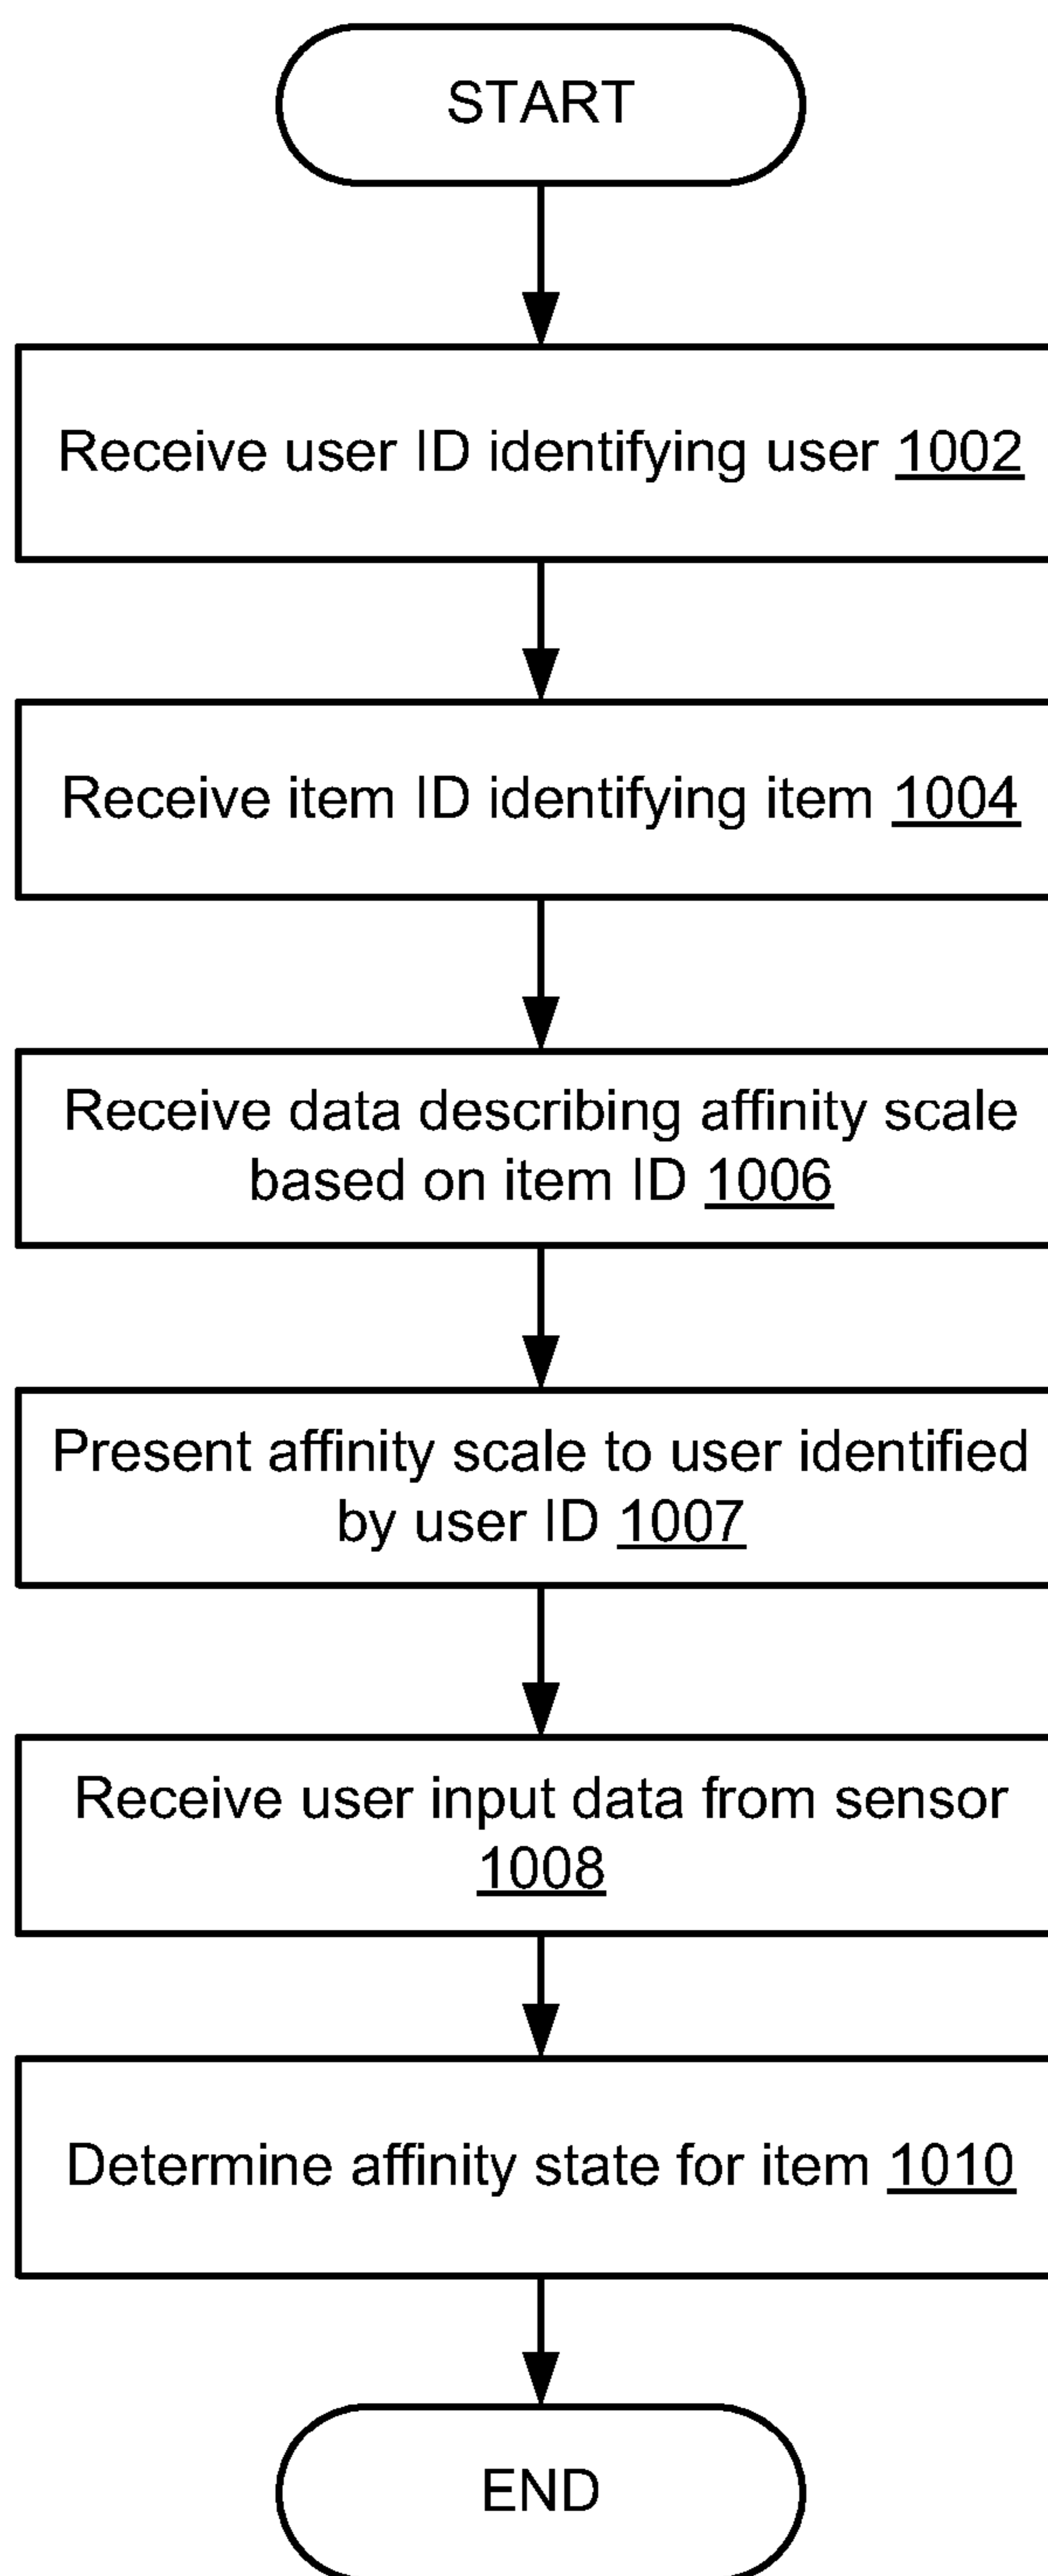 START
Receive user ID identifying user 1002
Receive item ID identifying item 1004
Receive data describing affinity scale
based on item ID 1006
Present affinity scale to user identified
by user ID 1007
Receive user input data from sensor
1008
Determine affinity state for item 1010
END